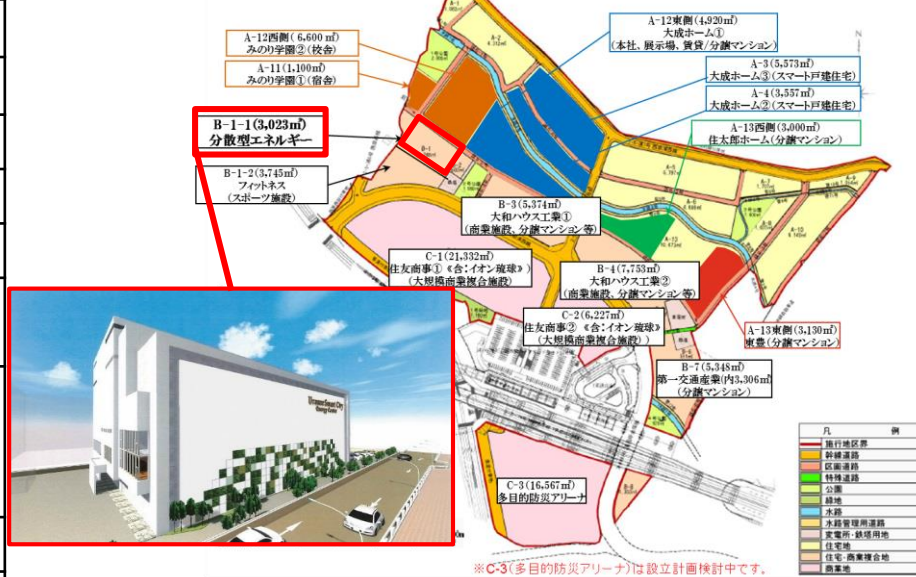 A-12西側(6,600㎡)
みのり学園②(校舎)
A-11(1,100㎡)
みのり学園①(宿舎)
B-1-1(3,023㎡)
分散型エネルギー
B-1-2(3,745㎡)
フィットネス
(スポーツ施設)
A-12東側(4,920㎡)
大成ホーム①
(本社、展示場、賃貸/分譲マンション)
A-3(5,573㎡)
大成ホーム③(スマート戸建住宅)
A-4(3,557㎡)
大成ホーム②(スマート戸建住宅)
A-13西側(3,000㎡)
住太郎ホーム(分譲マンション)
B-3(5,374㎡)
大和ハウス工業①
(商業施設、分譲マンション等)
C-1(21,332㎡)
住友商事①《含:イオン琉球》)
(大規模商業複合施設)
B-4(7,753㎡)
大和ハウス工業②
(商業施設、分譲マンション等)
C-2(6,227㎡)
住友商事②《含:イオン琉球》
(大規模商業複合施設))
A-13東側(3,130㎡)
東豊(分譲マンション)
B-7(5,348㎡)
第一交通産業(内3,306㎡)
(分譲マンション)
C-3(16,567㎡)
多目的防災アリーナ
A-1
A-2
B-1
A-5
A-6
A-7
A-9
A-10
B-6
B-8
Urasoe Smart City
Energy Center
凡 例
施行地区界
幹線道路
区画道路
特殊道路
公園
緑地
水路
水路管理用道路
変電所・鉄塔用地
住宅地
住宅・商業複合地
商業地
※C-3(多目的防災アリーナ)は設立計画検討中です。